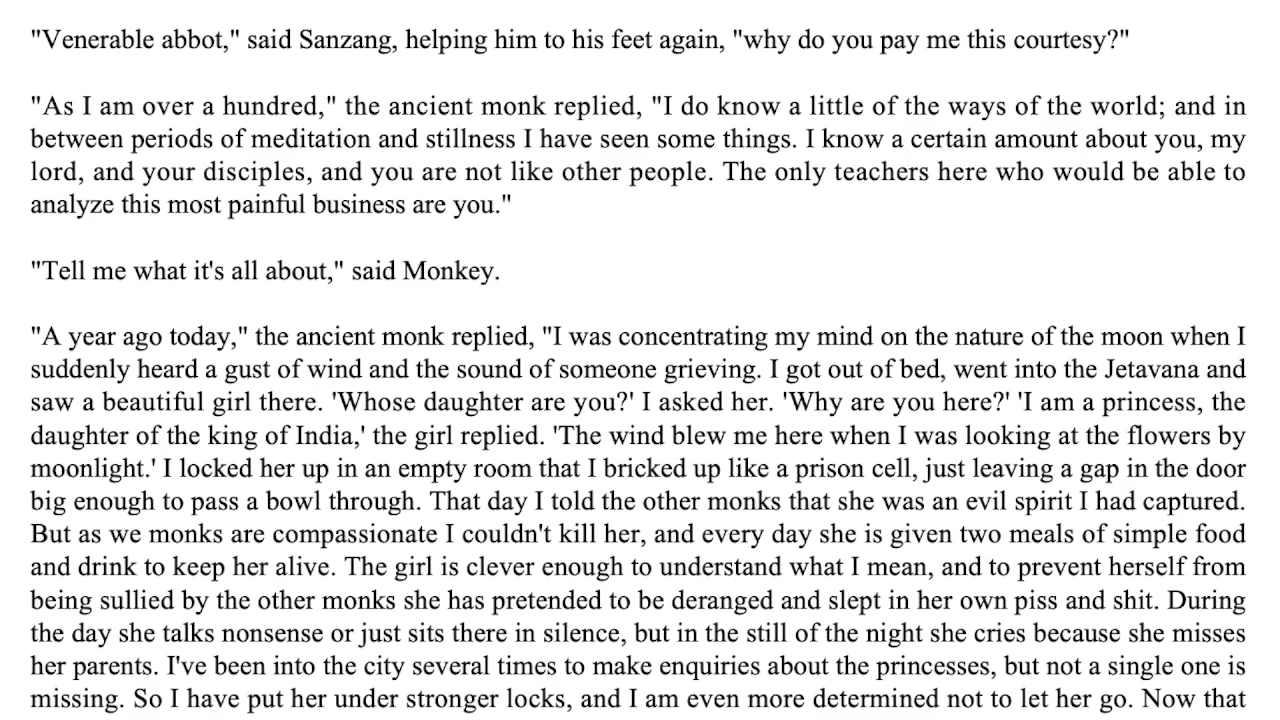 "Venerable abbot," said Sanzang, helping him to his feet again, "why do you pay me this courtesy?"
"As I am over a hundred," the ancient monk replied, "I do know a little of the ways of the world; and in
between periods of meditation and stillness I have seen some things. I know a certain amount about you, my
lord, and your disciples, and you are not like other people. The only teachers here who would be able to
analyze this most painful business are you."
"Tell me what it's all about," said Monkey.
"A year ago today," the ancient monk replied, "I was concentrating my mind on the nature of the moon when I
suddenly heard a gust of wind and the sound of someone grieving. I got out of bed, went into the Jetavana and
saw a beautiful girl there. 'Whose daughter are you?' I asked her. 'Why are you here?' 'I am a princess, the
daughter of the king of India,' the girl replied. 'The wind blew me here when I was looking at the flowers by
moonlight.' I locked her up in an empty room that I bricked up like a prison cell, just leaving a gap in the door
big enough to pass a bowl through. That day I told the other monks that she was an evil spirit I had captured.
But as we monks are compassionate I couldn't kill her, and every day she is given two meals of simple food
and drink to keep her alive. The girl is clever enough to understand what I mean, and to prevent herself from
being sullied by the other monks she has pretended to be deranged and slept in her own piss and shit. During
the day she talks nonsense or just sits there in silence, but in the still of the night she cries because she misses
her parents. I've been into the city several times to make enquiries about the princesses, but not a single one is
missing. So I have put her under stronger locks, and I am even more determined not to let her go. Now that